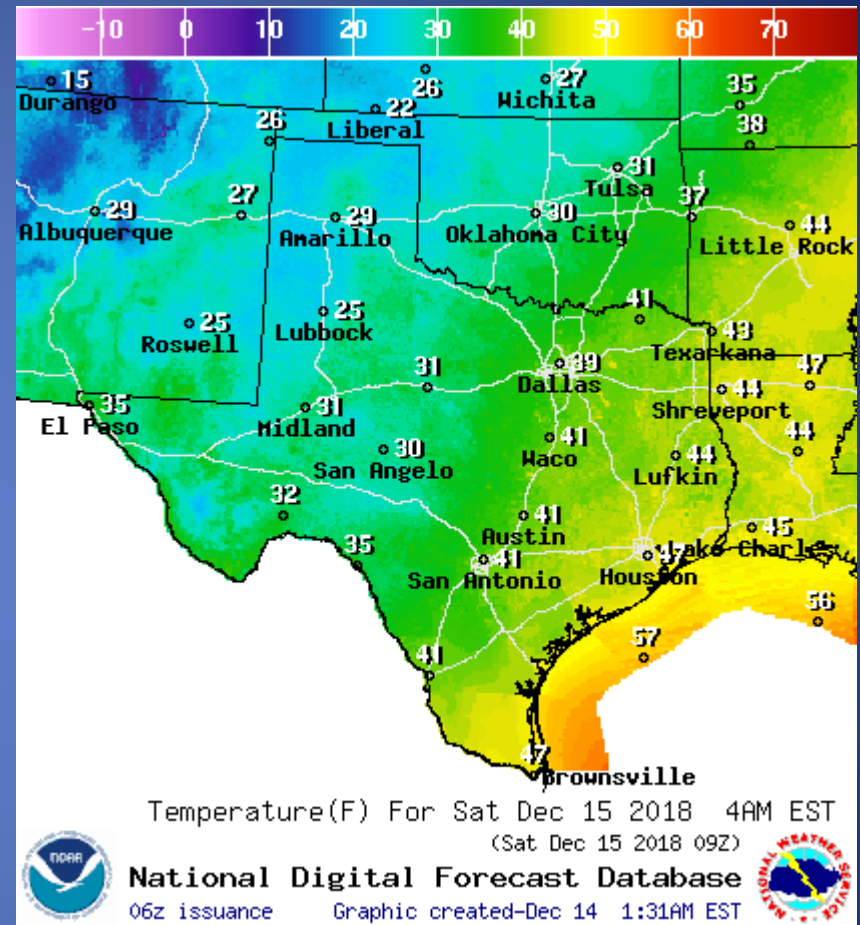 -10 0 10 20 30 40 50 60 70
15
Durango
26
27
Wichita
35
22
Liberal
26
38
31
Tulsa
29
Albuquerque
27
29
Amarillo
30
Oklahoma City
37
44
Little Rock
25
Roswell
25
Lubbock
41
43
Texarkana
39
Dallas
31
44
Shreveport
47
35
El Paso
31
Midland
30
San Angelo
41
Waco
44
Lufkin
44
32
41
Austin
45
Lake Charle
35
41
San Antonio
47
Houston
56
57
41
47
Brownsville
Temperature(F) For Sat Dec 15 2018 4AM EST
(Sat Dec 15 2018 09Z)
National Digital Forecast Database
06z issuance Graphic created-Dec 14 1:31AM EST
NOAA
NATIONAL WEATHER SERVICE